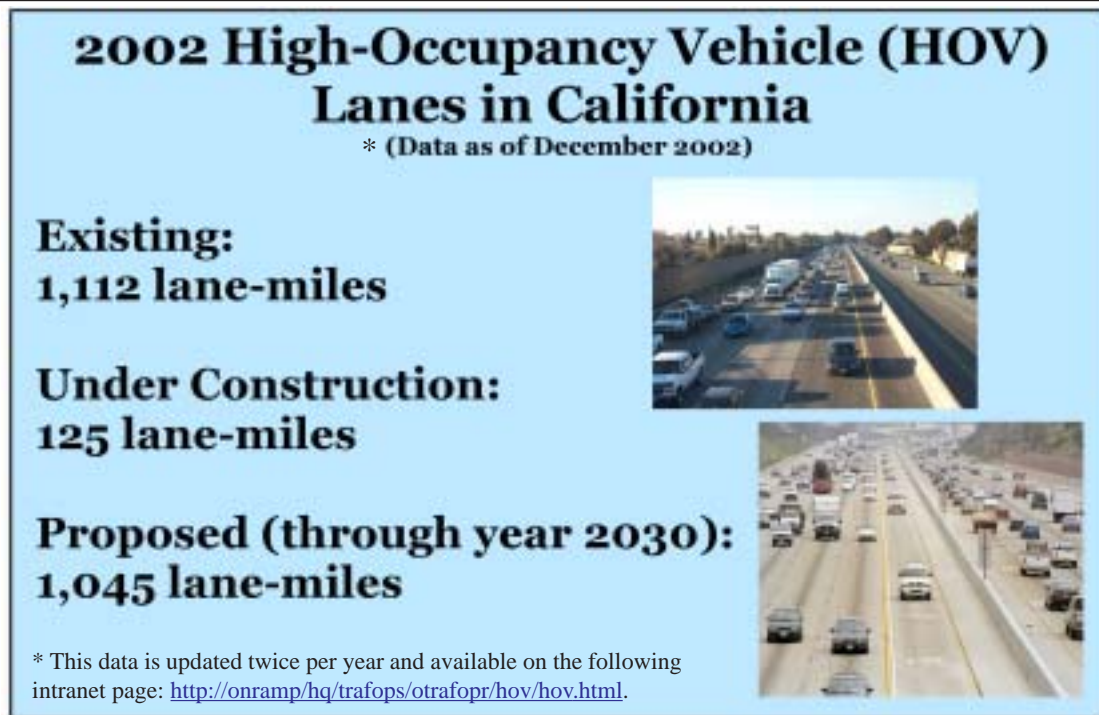 2002 High-Occupancy Vehicle (HOV)
Lanes in California
* (Data as of December 2002)
Existing:
1,112 lane-miles
Under Construction:
125 lane-miles
Proposed (through year 2030):
1,045 lane-miles
* This data is updated twice per year and available on the following
intranet page: http://onramp/hq/trafops/otrafopr/hov/hov.html.